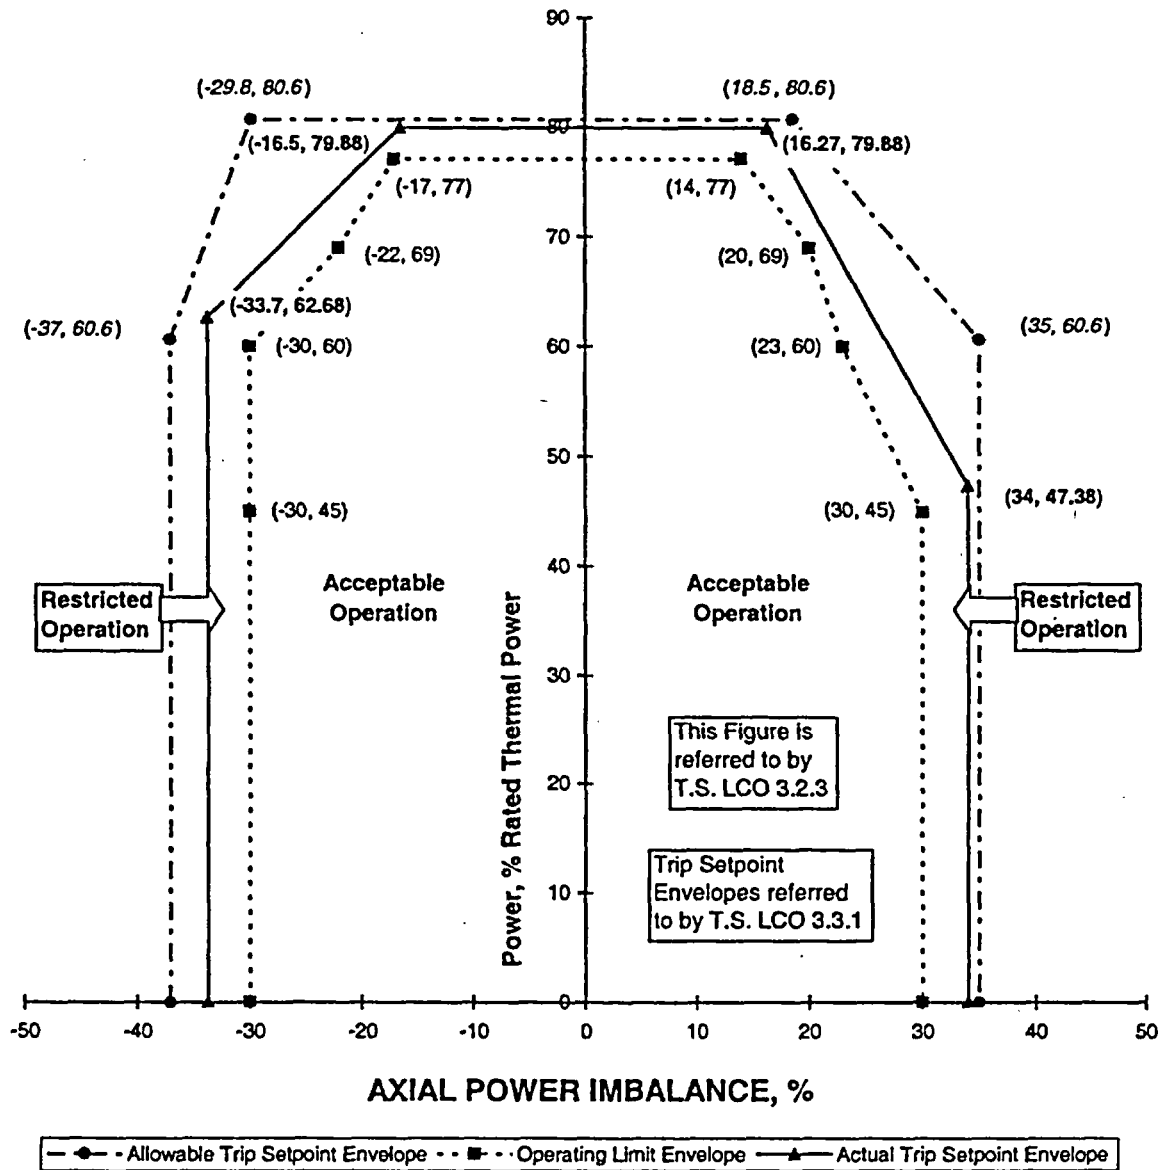 90
(-29.8, 80.6)
(18.5, 80.6)
80
(-16.5, 79.88)
(16.27, 79.88)
(-17, 77)
(14, 77)
70
(-22, 69)
(20, 69)
(-33.7, 62.68)
(-37, 60.6)
(35, 60.6)
60
(-30, 60)
(23, 60)
50
(34, 47.38)
(-30, 45)
(30, 45)
40
Acceptable
Operation
Acceptable
Operation
Restricted
Operation
Restricted
Operation
30
Power, % Rated Thermal Power
This Figure is
referred to by
T.S. LCO 3.2.3
20
Trip Setpoint
Envelopes referred
to by T.S. LCO 3.3.1
10
0
-50 -40 -30 -20 -10 0 10 20 30 40 50
AXIAL POWER IMBALANCE, %
Allowable Trip Setpoint Envelope
Operating Limit Envelope
Actual Trip Setpoint Envelope